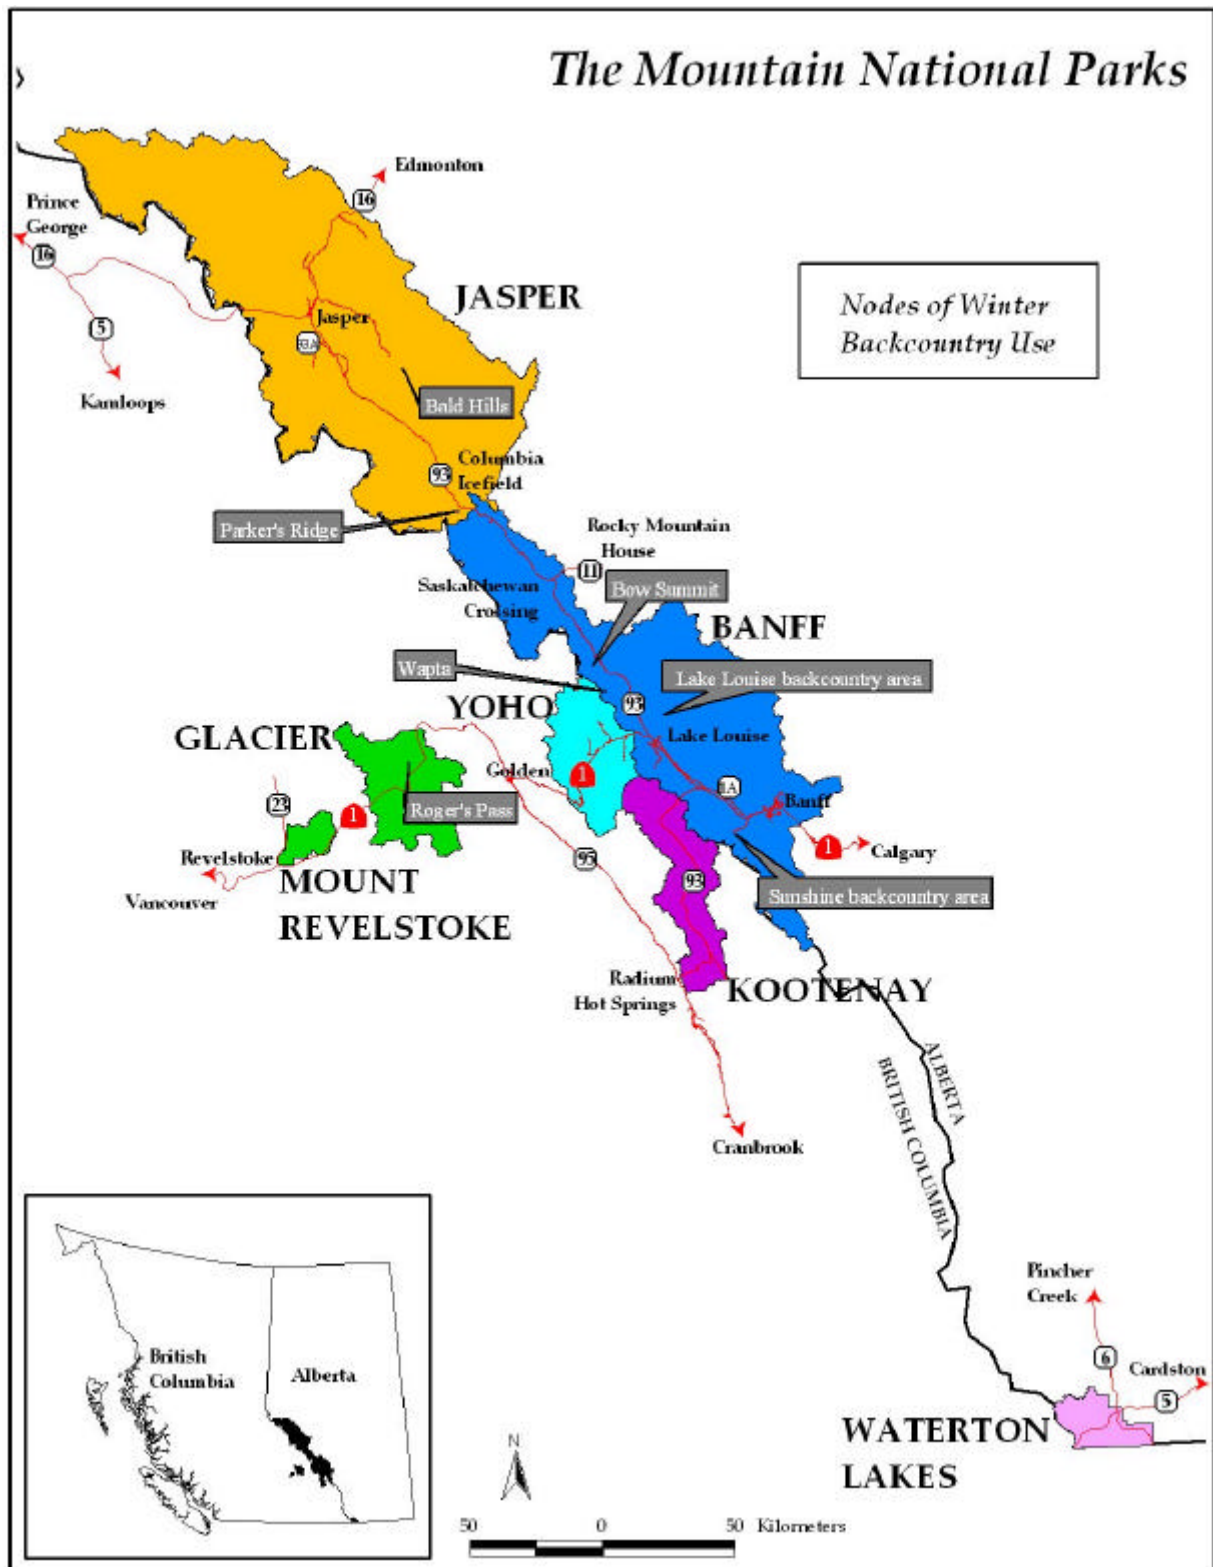 The Mountain National Parks
Edmonton
16
Prince
George
16
JASPER
Nodes of Winter
Backcountry Use
5
Jasper
93A
Kamloops
Bald Hills
Columbia
Icefield
93
Parker's Ridge
Rocky Mountain
House
11
Saskatchewan
Crossing
Bow Summit
BANFF
Wapta
Lake Louise backcountry area
YOHO
93
GLACIER
Lake Louise
Golden
1
1A
Banff
23
1
Roger's Pass
1
Calgary
Revelstoke
95
Vancouver
MOUNT
REVELSTOKE
93
Sunshine backcountry area
Radium
Hot Springs
KOOTENAY
ALBERTA
BRITISH COLUMBIA
Cranbrook
Pincher
Creek
6
Cardston
5
British
Columbia
Alberta
WATERTON
LAKES
N
50 0 50 Kilometers